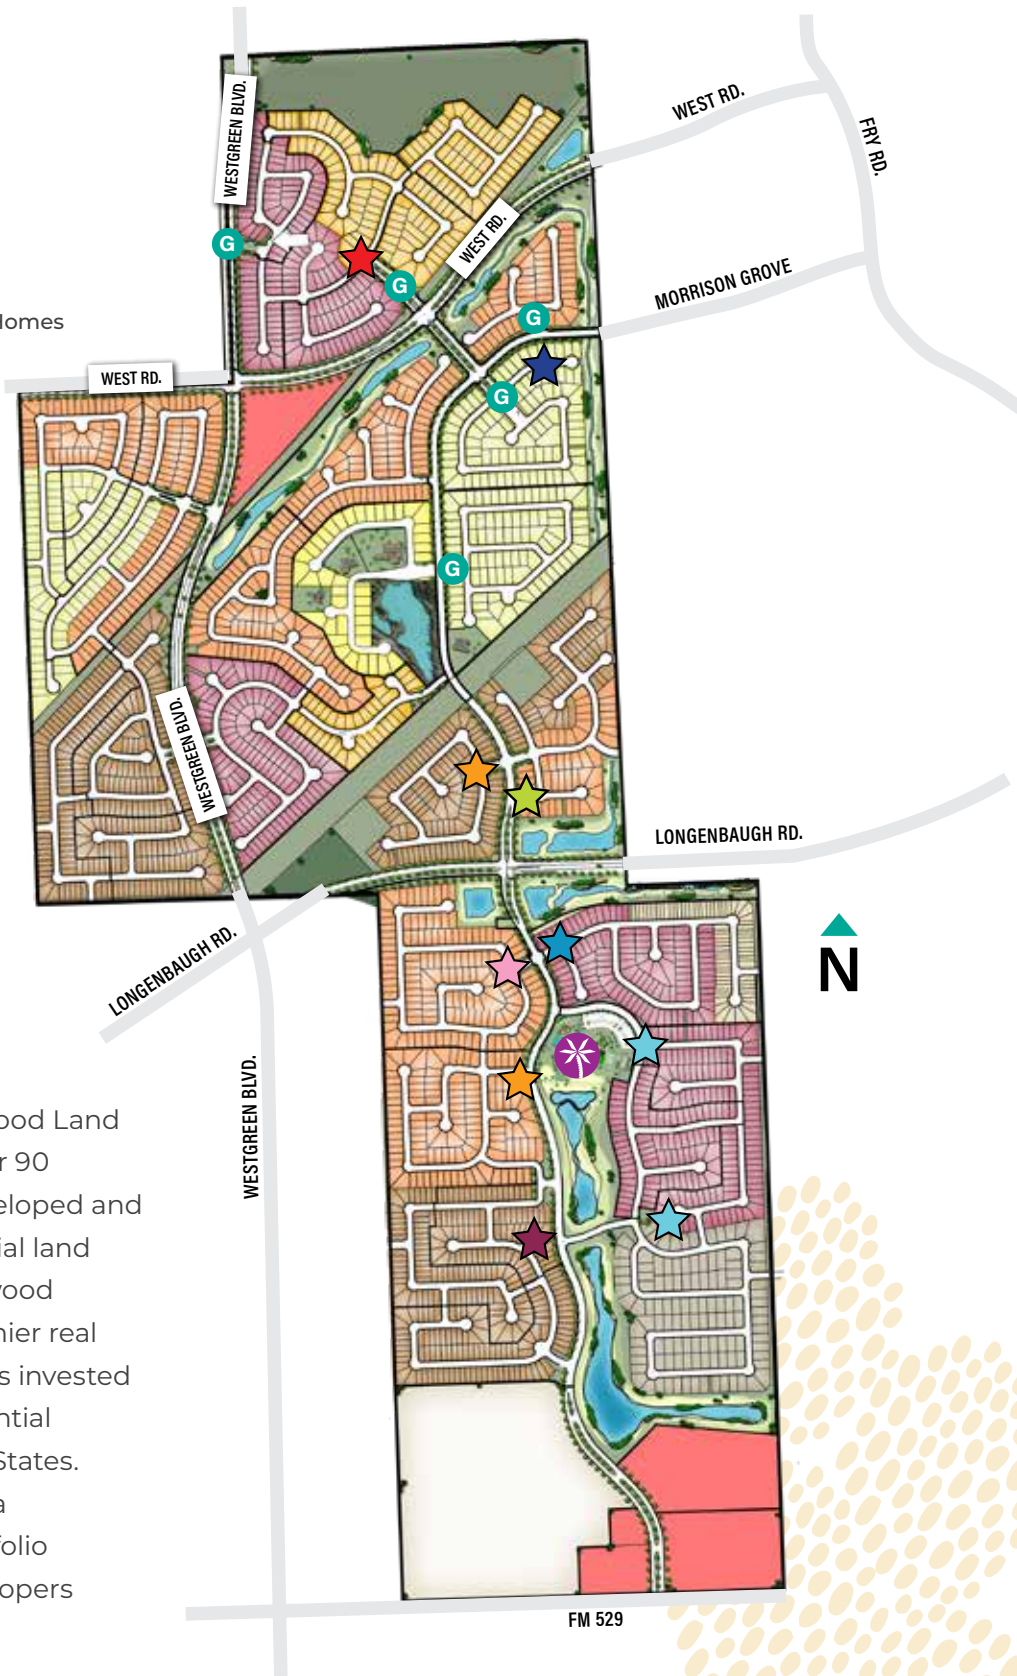 WESTGREEN BLVD.
WEST RD.
FRY RD.
G
WEST RD.
G
MORRISON GROVE
G
Homes
G
WEST RD.
G
WESTGREEN BLVD.
LONGENBAUGH RD.
N
LONGENBAUGH RD.
WESTGREEN BLVD.
ood Land
r 90
eloped and
ial land
wood
nier real
s invested
ntial
States.
a
folio
opers
FM 529